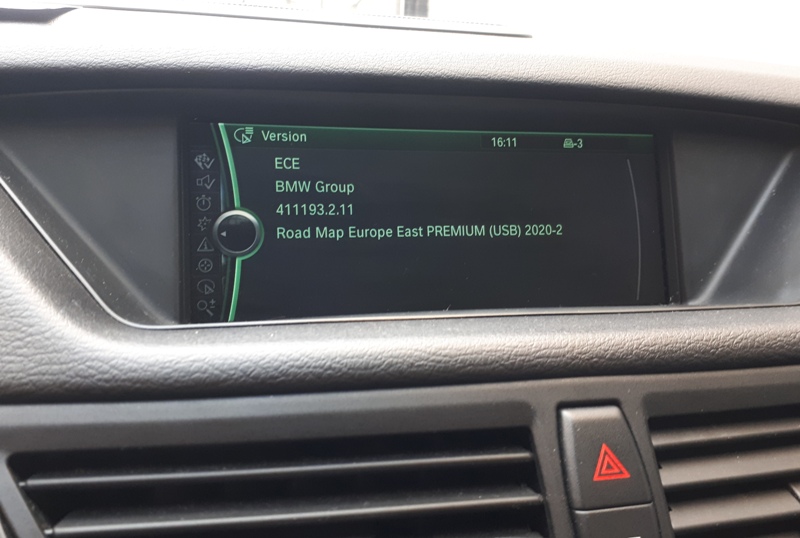 Version 16:11 -3
ECE
BMW Group
411193.2.11
Road Map Europe East PREMIUM (USB) 2020-2